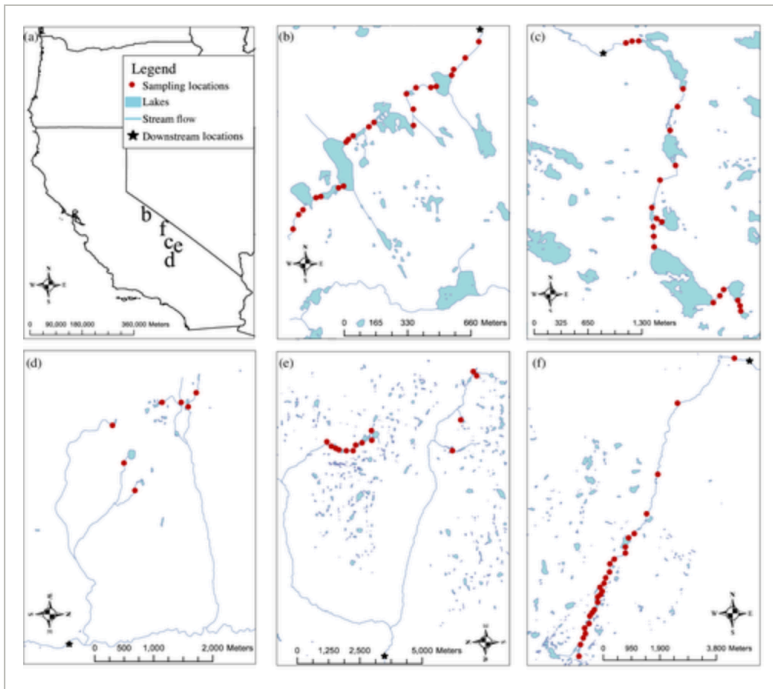 (a)
Legend
Sampling locations
Lakes
Stream flow
Downstream locations
b
f
c e
d
N
W E
S
0 90,000 180,000 360,000 Meters
(b)
N
W E
S
0 165 330 660 Meters
(c)
N
W E
S
0 325 650 1,300 Meters
(d)
0 500 1,000 2,000 Meters
(e)
0 1,250 2,500 5,000 Meters
(f)
N
W E
S
0 950 1,900 3,800 Meters